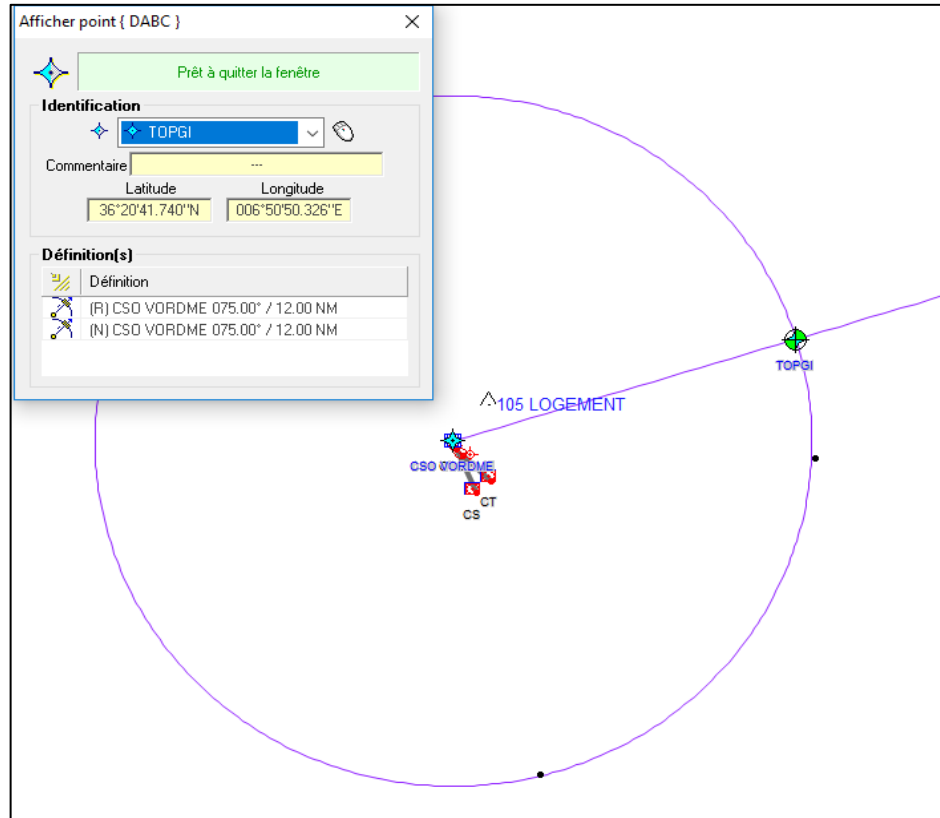 Afficher point { DABC }
Prêt à quitter la fenêtre
Identification
TOPGI
Commentaire ---
Latitude Longitude
36°20'41.740''N 006°50'50.326''E
Définition(s)
Définition
(R) CSO VORDME 075.00° / 12.00 NM
(N) CSO VORDME 075.00° / 12.00 NM
TOPGI
105 LOGEMENT
CSO VORDME
CT
CS